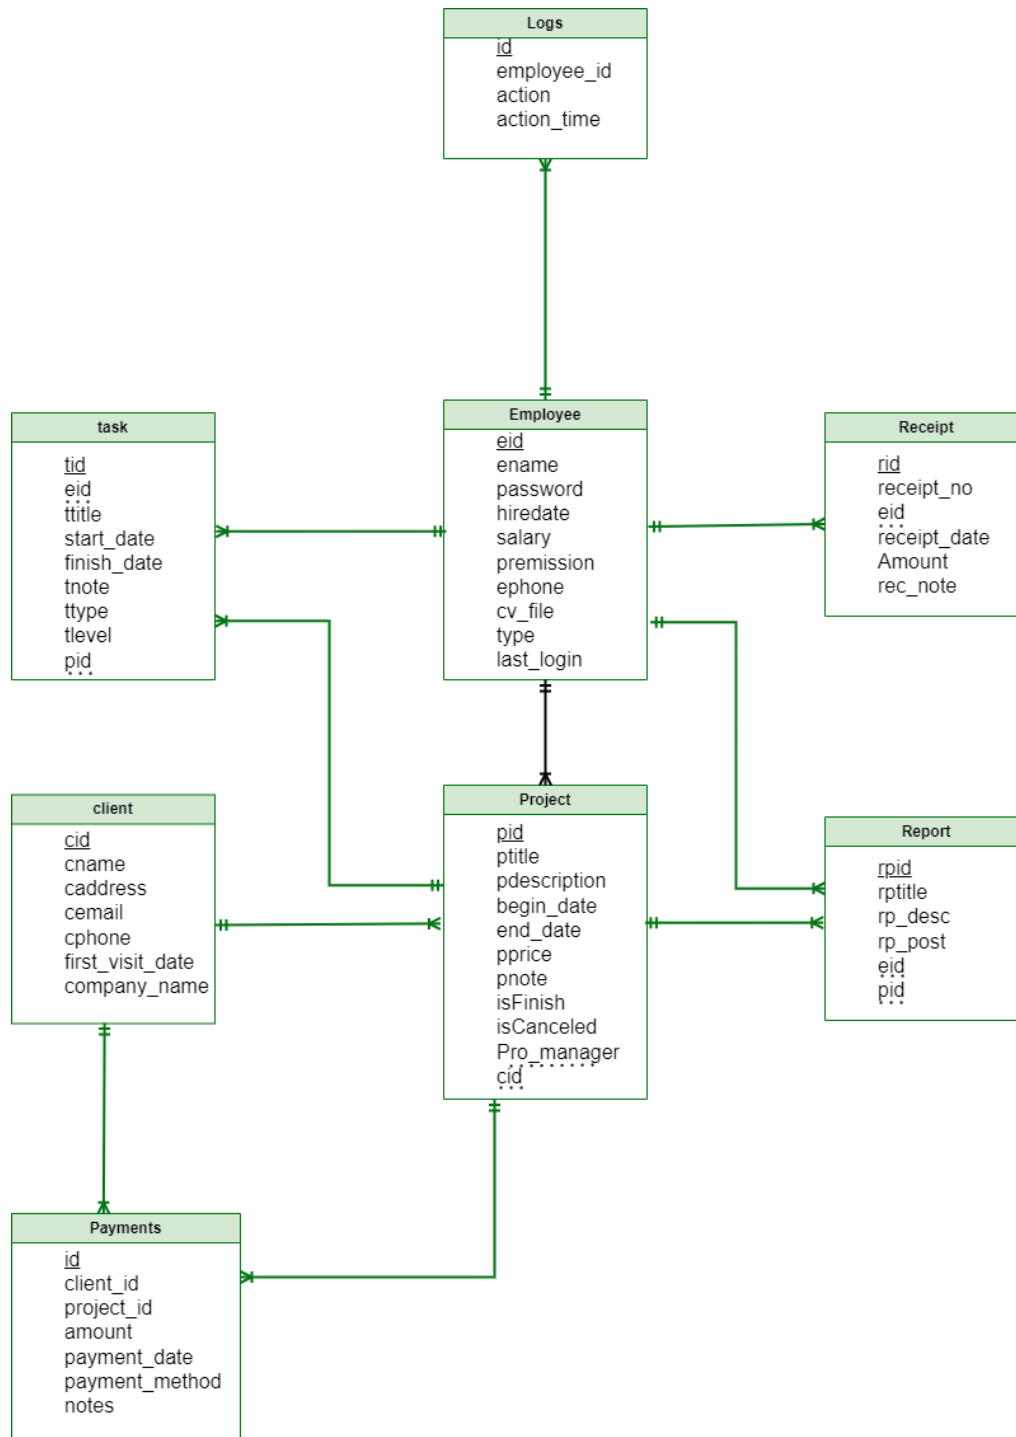 Logs
id
employee_id
action
action_time
task
tid
eid
ttitle
start_date
finish_date
tnote
ttype
tlevel
pid
Employee
eid
ename
password
hiredate
salary
premission
ephone
cv_file
type
last_login
Receipt
rid
receipt_no
eid
receipt_date
Amount
rec_note
client
cid
cname
caddress
cemail
cphone
first_visit_date
company_name
Project
pid
ptitle
pdescription
begin_date
end_date
pprice
pnote
isFinish
isCanceled
Pro_manager
cid
Report
rpid
rptitle
rp_desc
rp_post
eid
pid
Payments
id
client_id
project_id
amount
payment_date
payment_method
notes